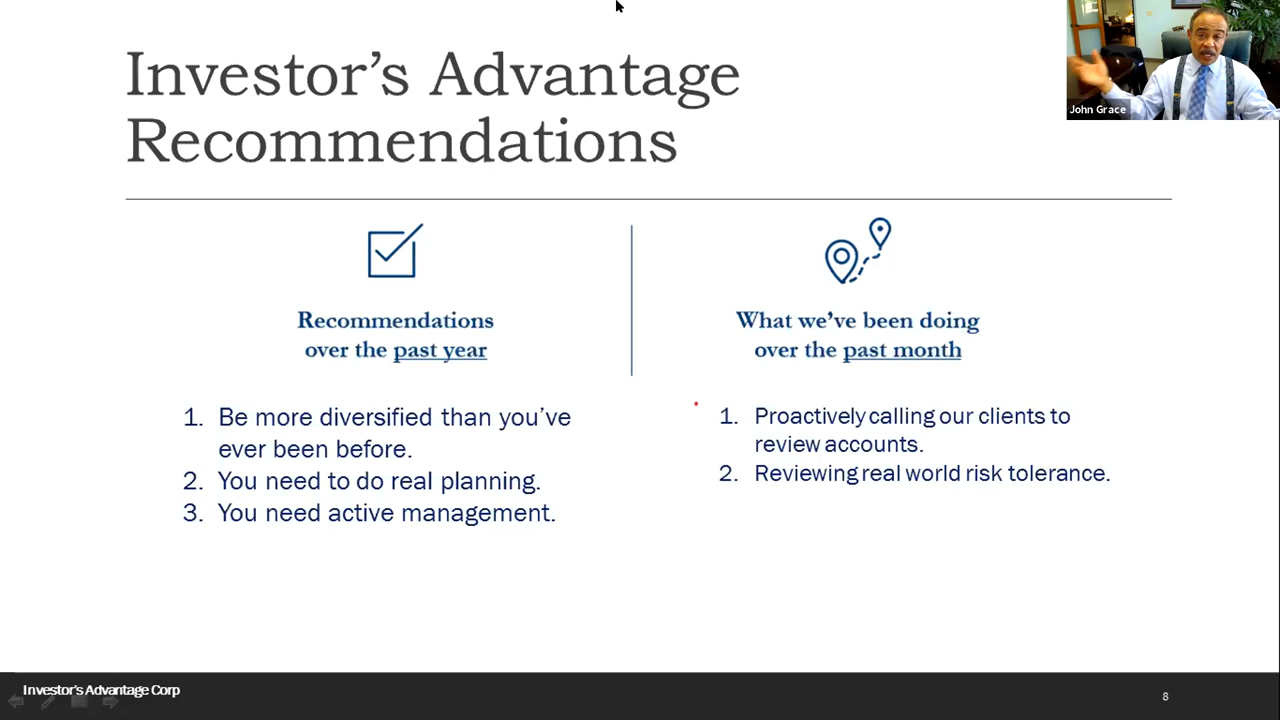 Investor's Advantage
Recommendations
John Grace
Recommendations
over the past year
What we've been doing
over the past month
1. Be more diversified than you've
ever been before.
2. You need to do real planning.
3. You need active management.
1. Proactively calling our clients to
review accounts.
2. Reviewing real world risk tolerance.
Investor's Advantage Corp
8